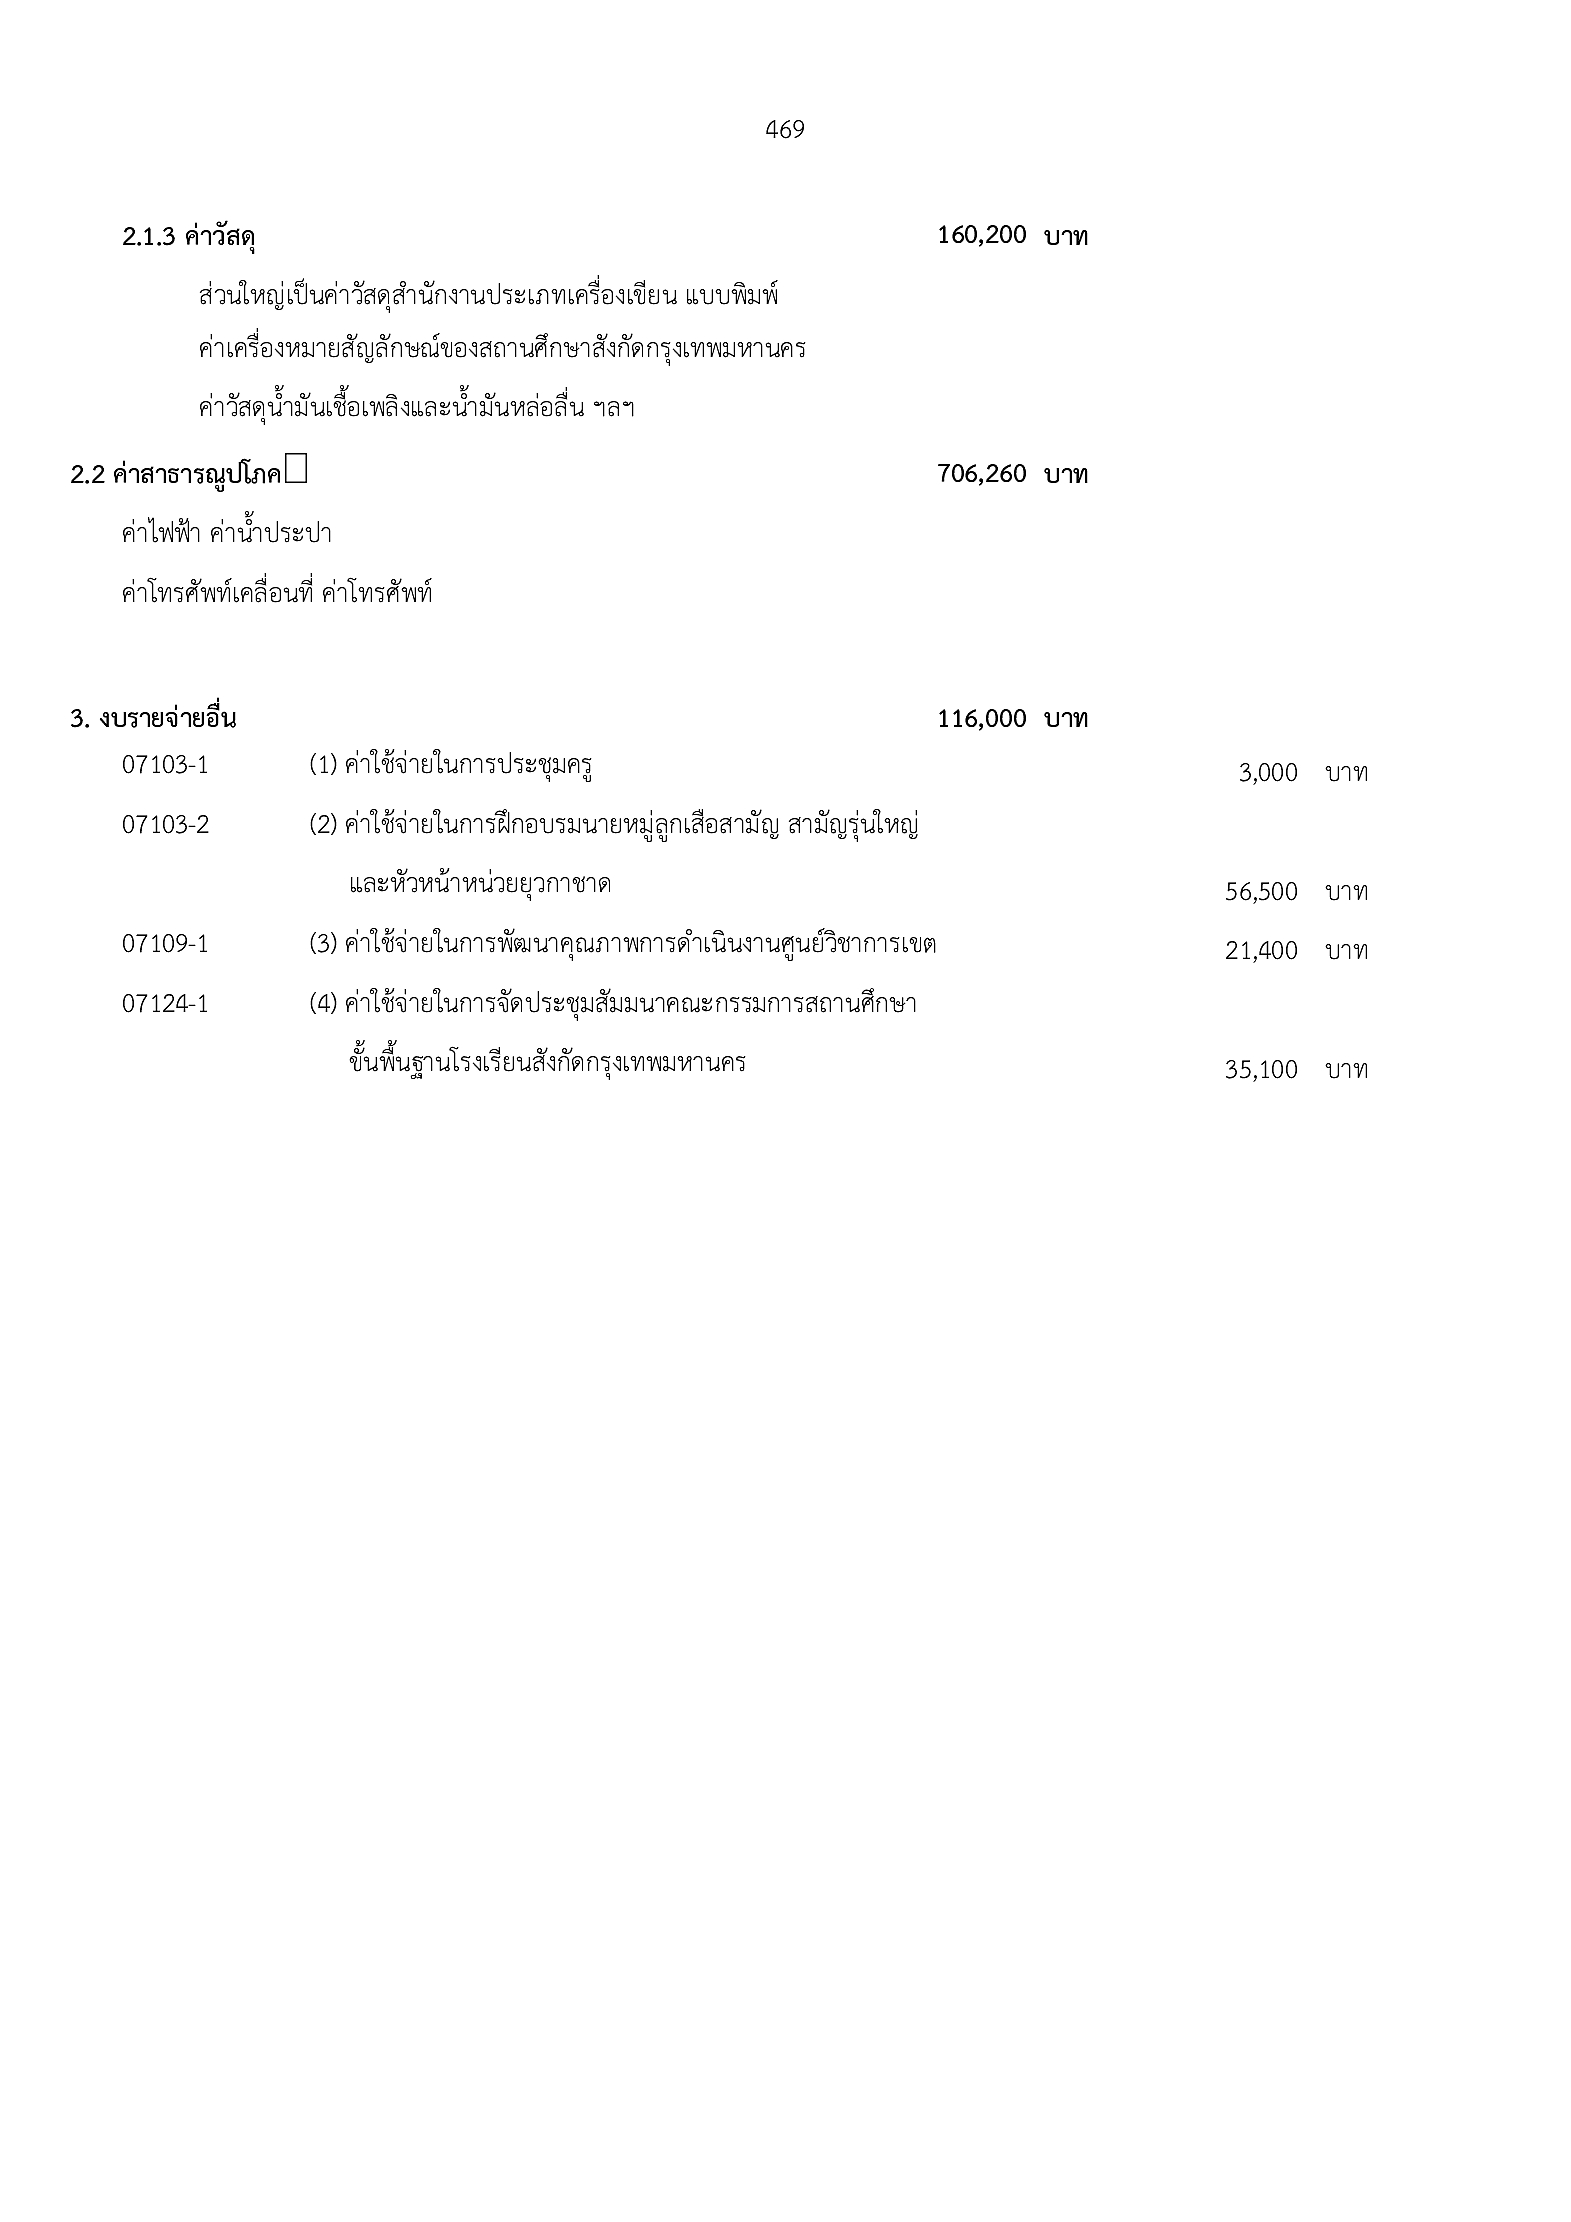 469
2.1.3 ค่าวัสดุ 160,200 บาท
ส่วนใหญ่เป็นค่าวัสดุสำนักงานประเภทเครื่องเขียน แบบพิมพ์
ค่าเครื่องหมายสัญลักษณ์ของสถานศึกษาสังกัดกรุงเทพมหานคร
ค่าวัสดุน้ำมันเชื้อเพลิงและน้ำมันหล่อลื่น ฯลฯ
2.2 ค่าสาธารณูปโภค 706,260 บาท
ค่าไฟฟ้า ค่าน้ำประปา
ค่าโทรศัพท์เคลื่อนที่ ค่าโทรศัพท์
3. งบรายจ่ายอื่น 116,000 บาท
07103-1 (1) ค่าใช้จ่ายในการประชุมครู 3,000 บาท
07103-2 (2) ค่าใช้จ่ายในการฝึกอบรมนายหมู่ลูกเสือสามัญ สามัญรุ่นใหญ่
และหัวหน้าหน่วยยุวกาชาด 56,500 บาท
07109-1 (3) ค่าใช้จ่ายในการพัฒนาคุณภาพการดำเนินงานศูนย์วิชาการเขต 21,400 บาท
07124-1 (4) ค่าใช้จ่ายในการจัดประชุมสัมมนาคณะกรรมการสถานศึกษา
ขั้นพื้นฐานโรงเรียนสังกัดกรุงเทพมหานคร 35,100 บาท